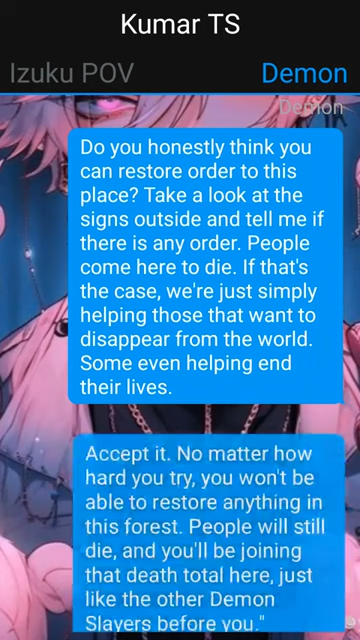 Kumar TS
Izuku POV
Demon
Demon
Do you honestly think you
can restore order to this
place? Take a look at the
signs outside and tell me if
there is any order. People
come here to die. If that's
the case, we're just simply
helping those that want to
disappear from the world.
Some even helping end
their lives.
Accept it. No matter how
hard you try, you won't be
able to restore anything in
this forest. People will still
die, and you'll be joining
that death total here, just
like the other Demon
Slayers before you."